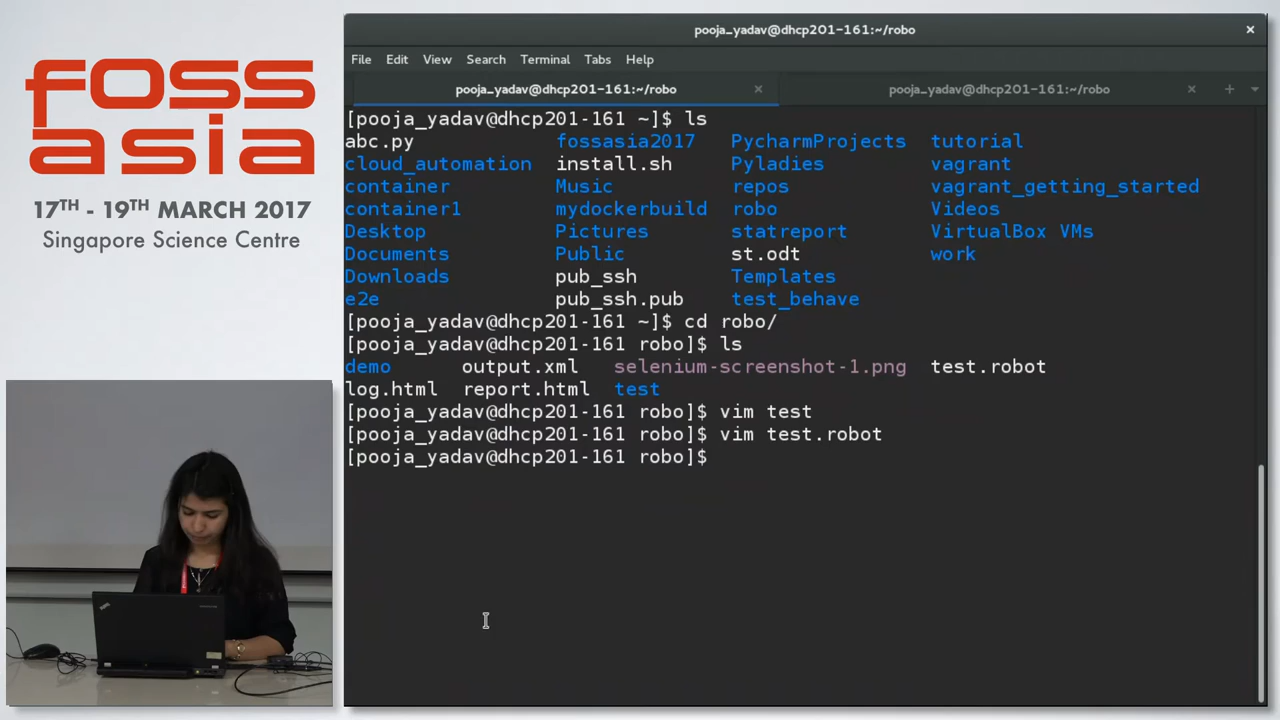 foss
asia
17TH - 19TH MARCH 2017
Singapore Science Centre
pooja_yadav@dhcp201-161:~/robo
File Edit View Search Terminal Tabs Help
pooja_yadav@dhcp201-161:~/robo pooja_yadav@dhcp201-161:~/robo
[pooja_yadav@dhcp201-161 ~]$ ls
abc.py fossasia2017 PycharmProjects tutorial
cloud_automation install.sh Pyladies vagrant
container Music repos vagrant_getting_started
container1 mydockerbuild robo Videos
Desktop Pictures statreport VirtualBox VMs
Documents Public st.odt work
Downloads pub_ssh Templates
e2e pub_ssh.pub test_behave
[pooja_yadav@dhcp201-161 ~]$ cd robo/
[pooja_yadav@dhcp201-161 robo]$ ls
demo output.xml selenium-screenshot-1.png test.robot
log.html report.html test
[pooja_yadav@dhcp201-161 robo]$ vim test
[pooja_yadav@dhcp201-161 robo]$ vim test.robot
[pooja_yadav@dhcp201-161 robo]$